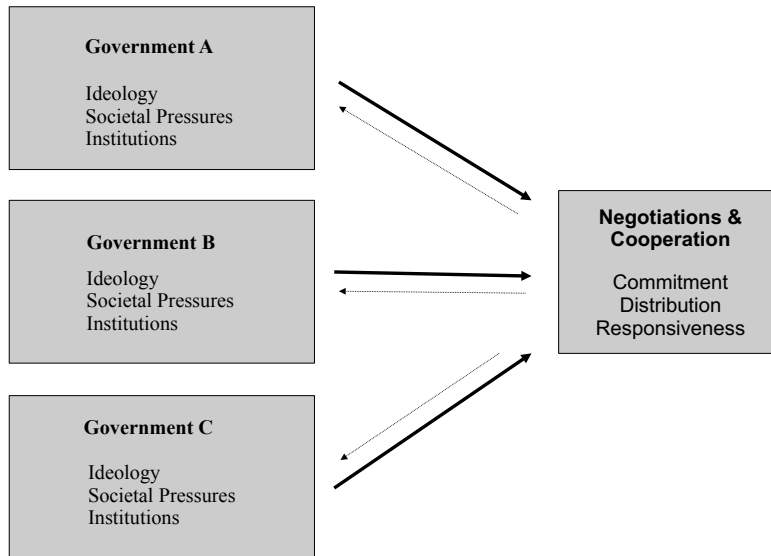 Government A
Ideology
Societal Pressures
Institutions
Government B
Ideology
Societal Pressures
Institutions
Government C
Ideology
Societal Pressures
Institutions
Negotiations &
Cooperation
Commitment
Distribution
Responsiveness